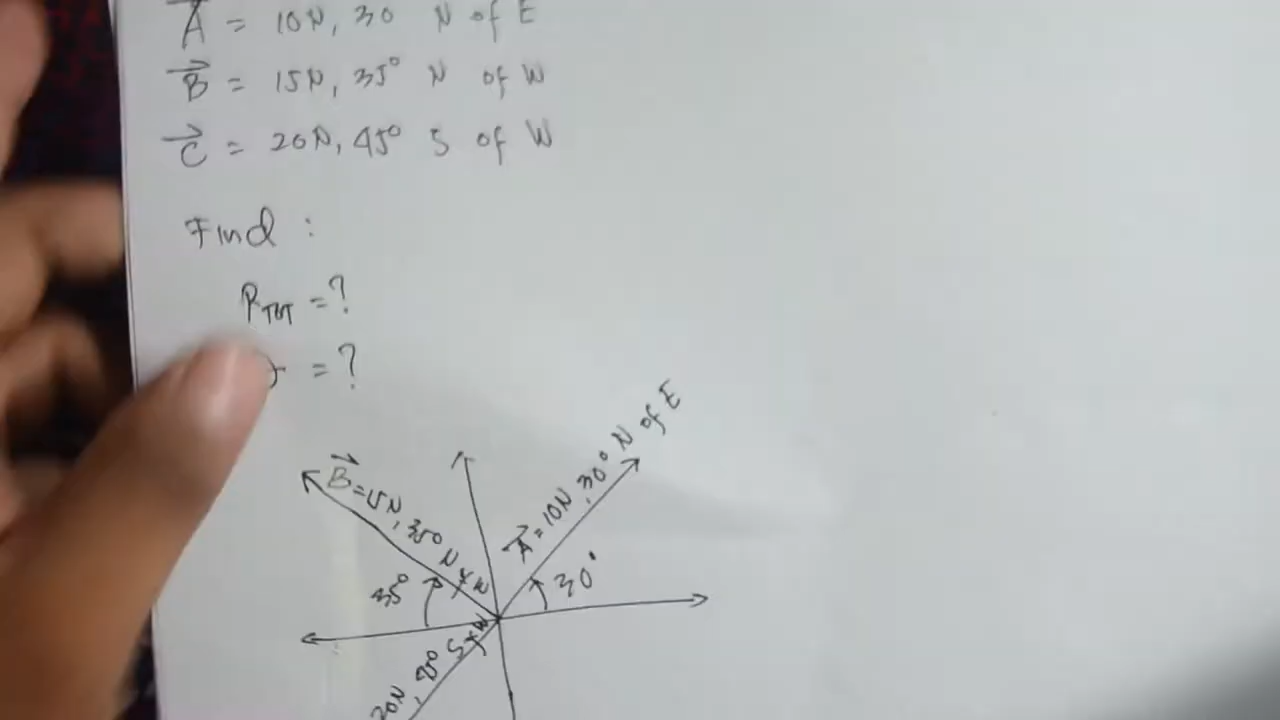 A = 10N, 30 N of E
B = 15N, 35° N of W
C = 20N, 45° S of W
Find :
R_TOT = ?
= ?
B = 15N, 35° N of W
A = 10N, 30° N of E
35°
30°
20N, S of W